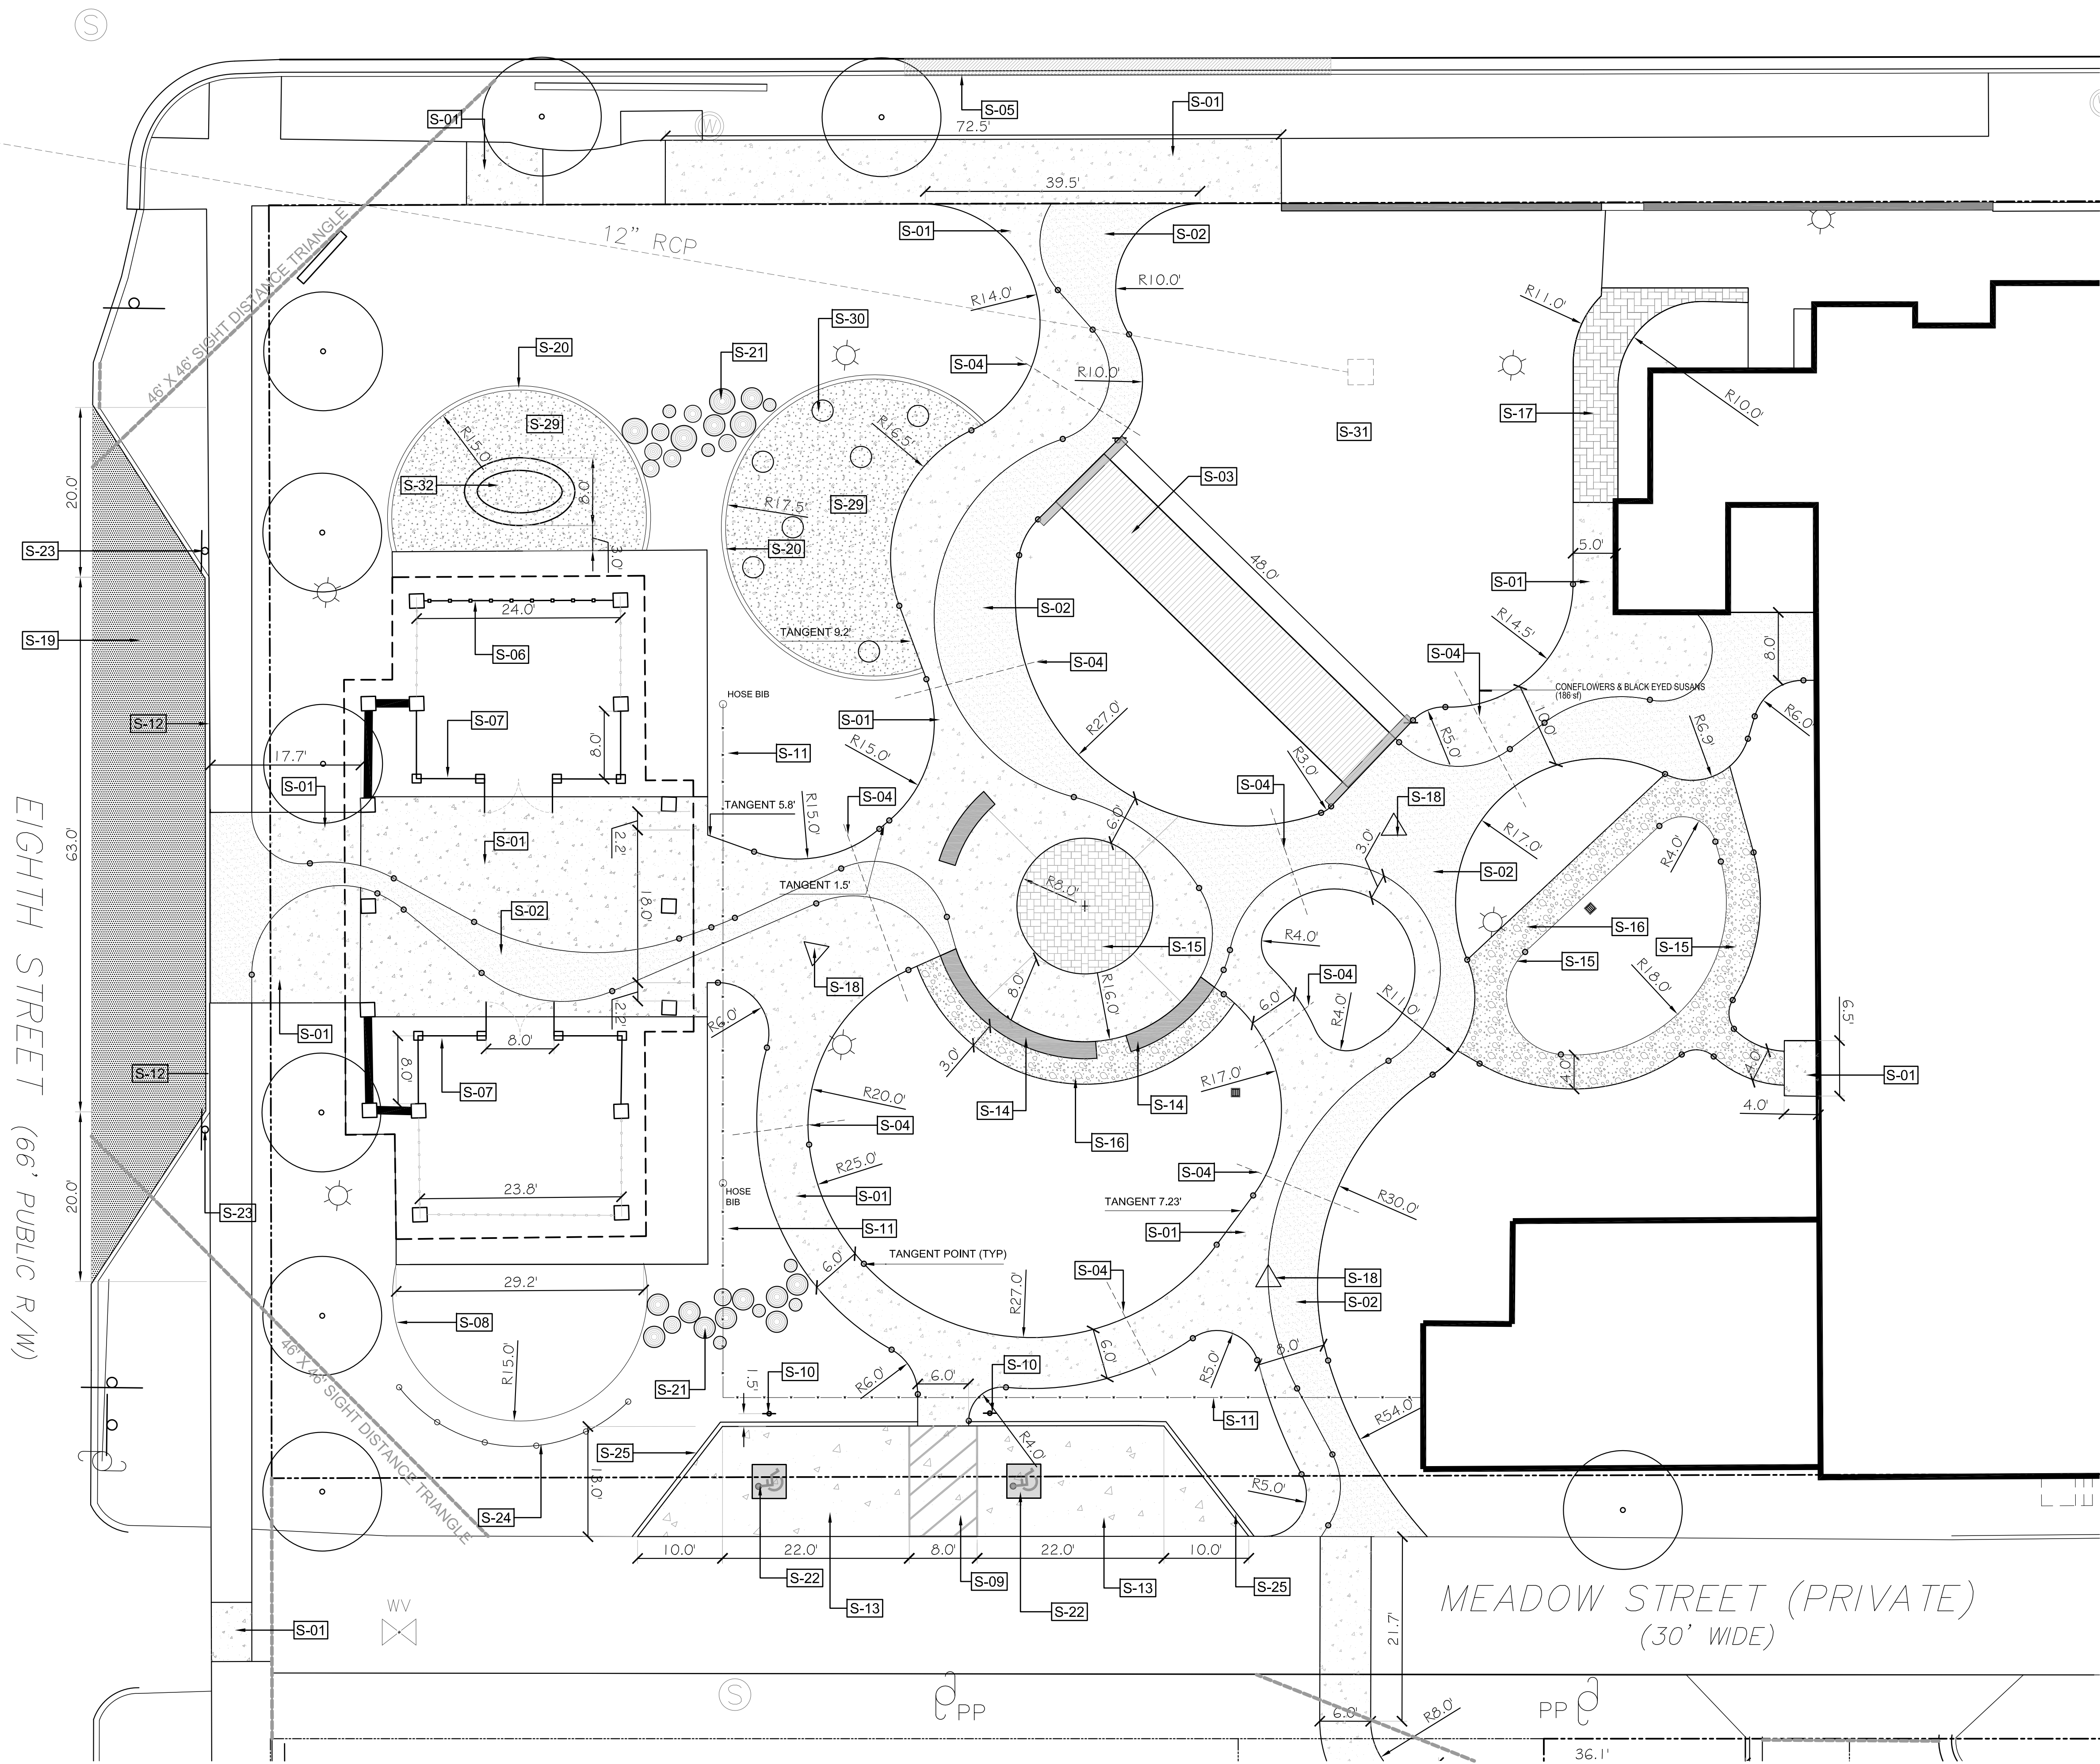 S
S-05
S-01
S-01
72.5'
W
39.5'
S-01
S-02
12" RCP
46' X 46' SIGHT DISTANCE TRIANGLE
R14.0'
R10.0'
R11.0'
S-30
S-20
S-21
S-04
R10.0'
R10.0'
S-29
R15.0'
R16.5'
S-31
S-17
S-03
S-32
8.0'
S-29
R17.5'
20.0'
S-23
S-20
3.0'
48.0'
5.0'
S-01
24.0'
S-02
S-19
TANGENT 9.2'
R14.5'
8.0'
S-06
S-04
S-04
CONEFLOWERS & BLACK EYED SUSANS
(186 sf)
HOSE BIB
S-12
S-07
S-01
R27.0'
10.0'
R6.0'
R6.9'
8.0'
17.7'
S-11
R15.0'
R5.0'
R3.0'
S-01
S-04
S-04
S-18
TANGENT 5.8'
R15.0'
6.0'
EIGHTH STREET (66' PUBLIC R/W)
63.0'
S-01
2.2'
R17.0'
R4.0'
3.0'
TANGENT 1.5'
R8.0'
S-02
S-02
18.0'
S-16
S-15
S-15
S-15
R4.0'
S-18
S-04
8.0'
R16.0'
R18.0'
S-01
R6.0'
2.2'
R4.0'
6.0'
R11.0'
6.5'
8.0'
8.0'
3.0'
S-12
S-07
R17.0'
4.0'
4.0'
S-01
R20.0'
S-14
S-14
4.0'
S-04
S-16
R25.0'
S-04
23.8'
HOSE
BIB
S-01
TANGENT 7.23'
R30.0'
S-23
20.0'
S-11
S-01
TANGENT POINT (TYP)
6.0'
S-04
S-18
29.2'
R27.0'
S-02
S-08
46' X 46' SIGHT DISTANCE TRIANGLE
R15.0'
6.0'
8.0'
R5.0'
S-21
1.5'
S-10
S-10
R6.0'
6.0'
R54.0'
S-11
S-25
R4.0'
13.0'
R5.0'
S-24
10.0'
22.0'
8.0'
22.0'
10.0'
S-22
S-09
S-13
S-25
S-13
S-22
MEADOW STREET (PRIVATE)
(30' WIDE)
WV
S-01
21.7'
S
PP
PP
6.0'
R8.0'
36.1'